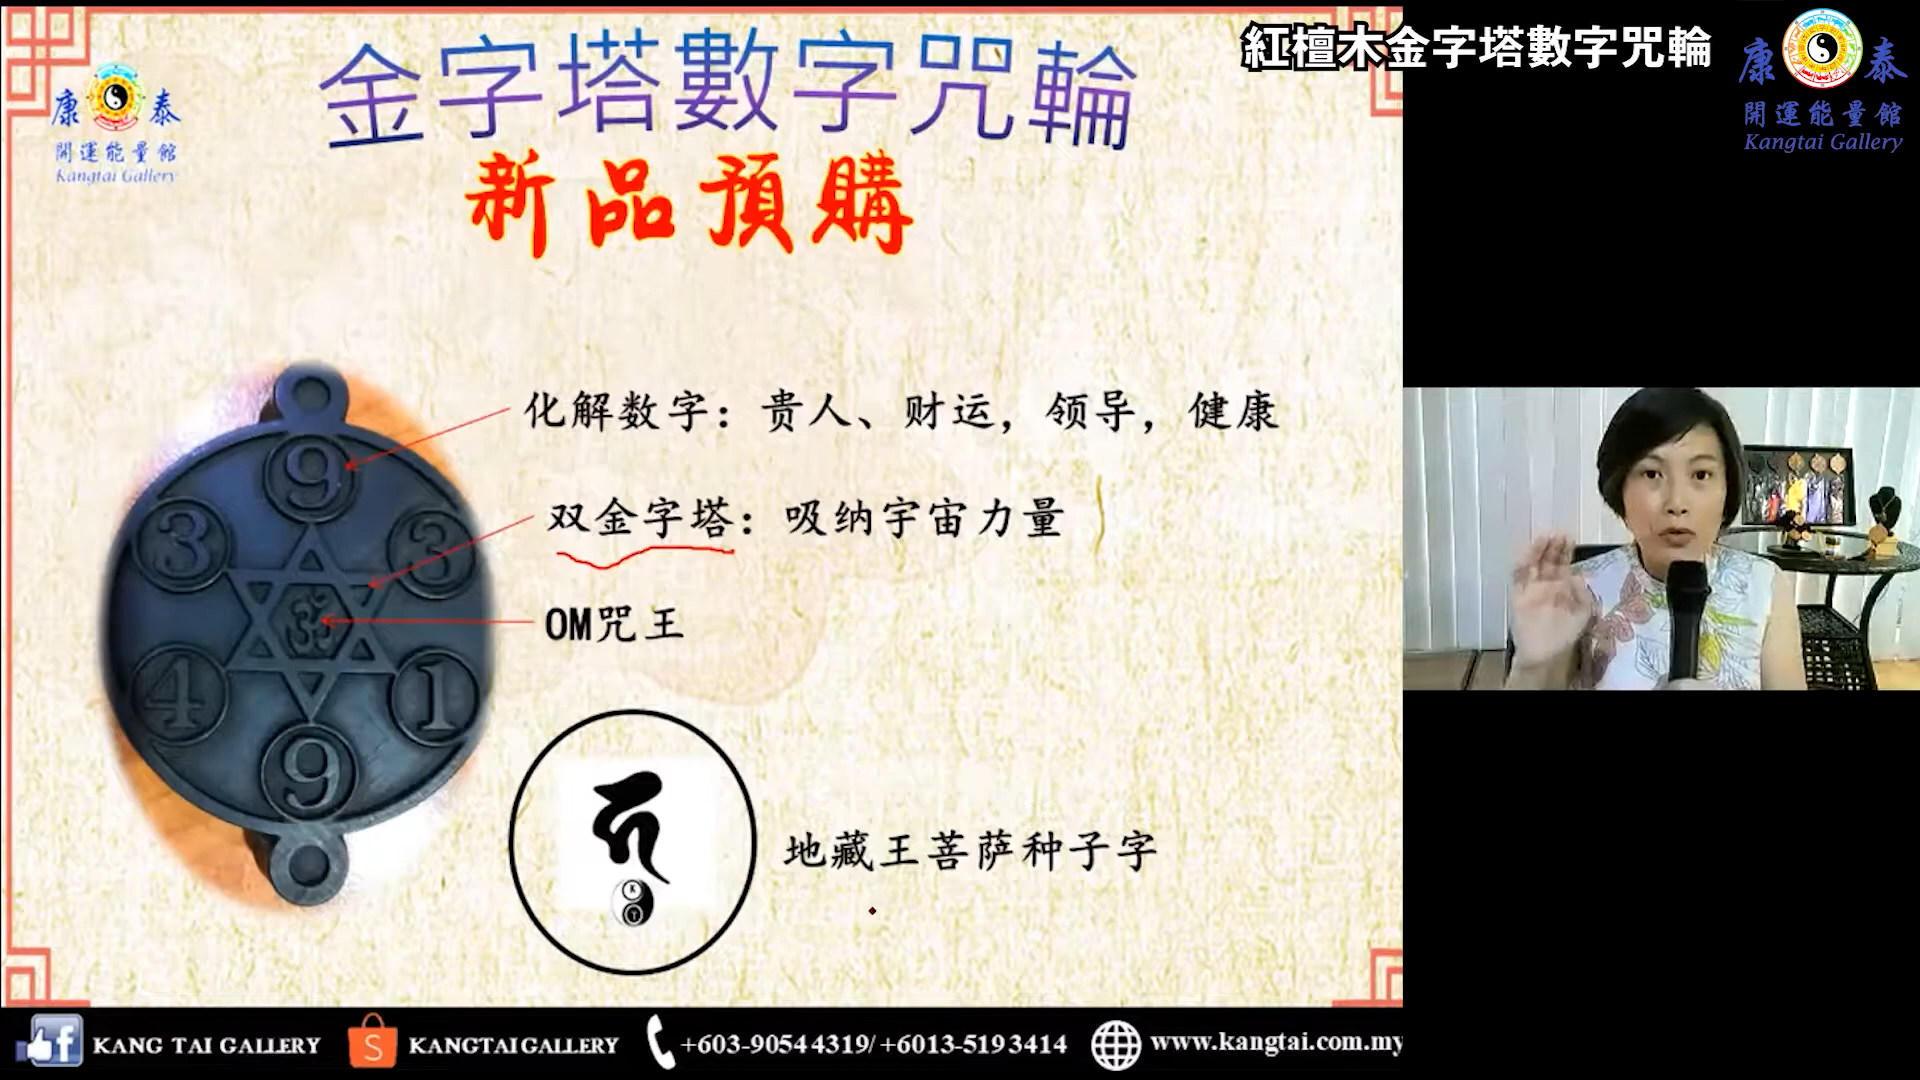 金字塔數字咒輪
新品預購
康泰
開運能量館
Kangtai Gallery
紅檀木金字塔數字咒輪
康泰
開運能量館
Kangtai Gallery
化解数字：贵人、财运，领导，健康
双金字塔：吸纳宇宙力量
OM咒王
9
3 3
ॐ
4 1
9
地藏王菩萨种子字
K
T
KANG TAI GALLERY
KANGTAIGALLERY
+603-90544319/+6013-5193414
www.kangtai.com.my